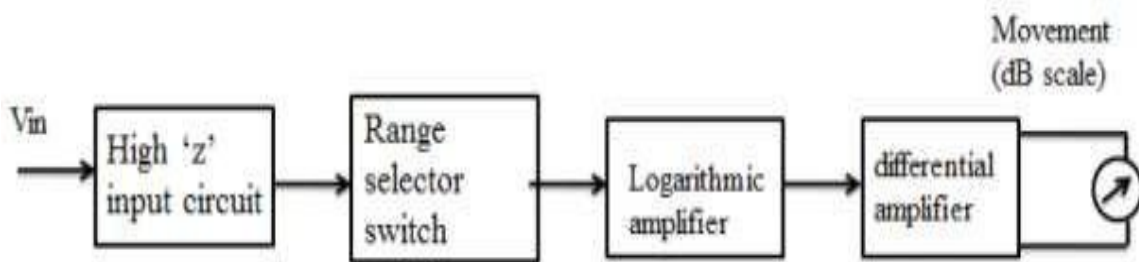 Movement
(dB scale)
Vin
High ‘z’
input circuit
Range
selector
switch
Logarithmic
amplifier
differential
amplifier